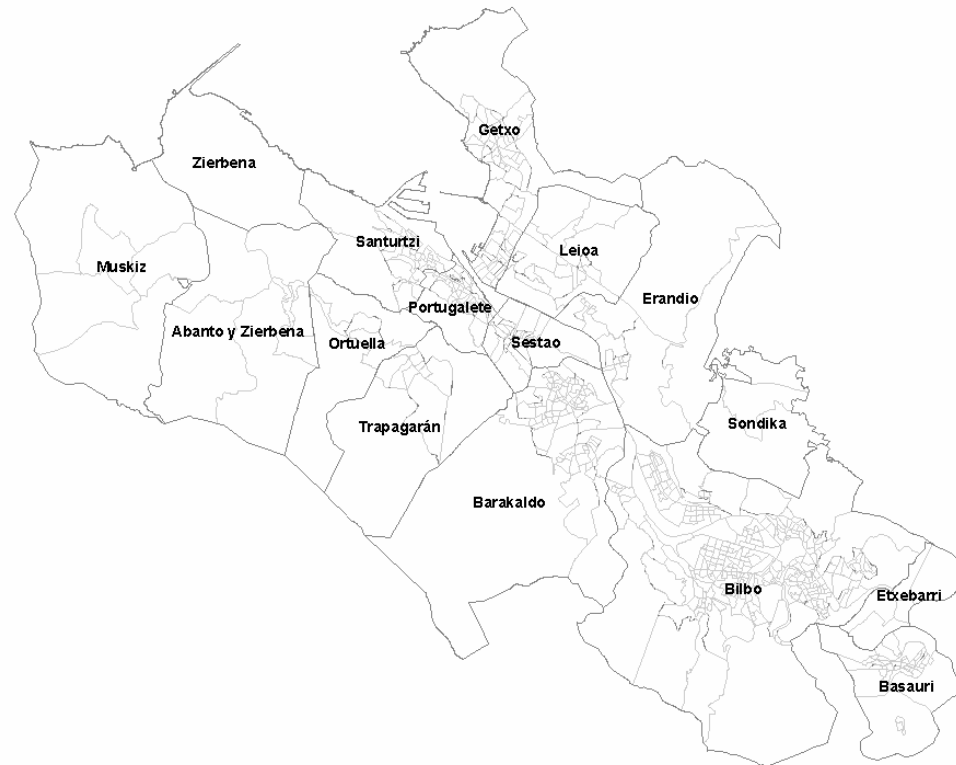 Getxo
Zierbena
Santurtzi
Leioa
Muskiz
Erandio
Portugalete
Abanto y Zierbena
Ortuella
Sestao
Trapagarán
Sondika
Barakaldo
Bilbo
Etxebarri
Basauri